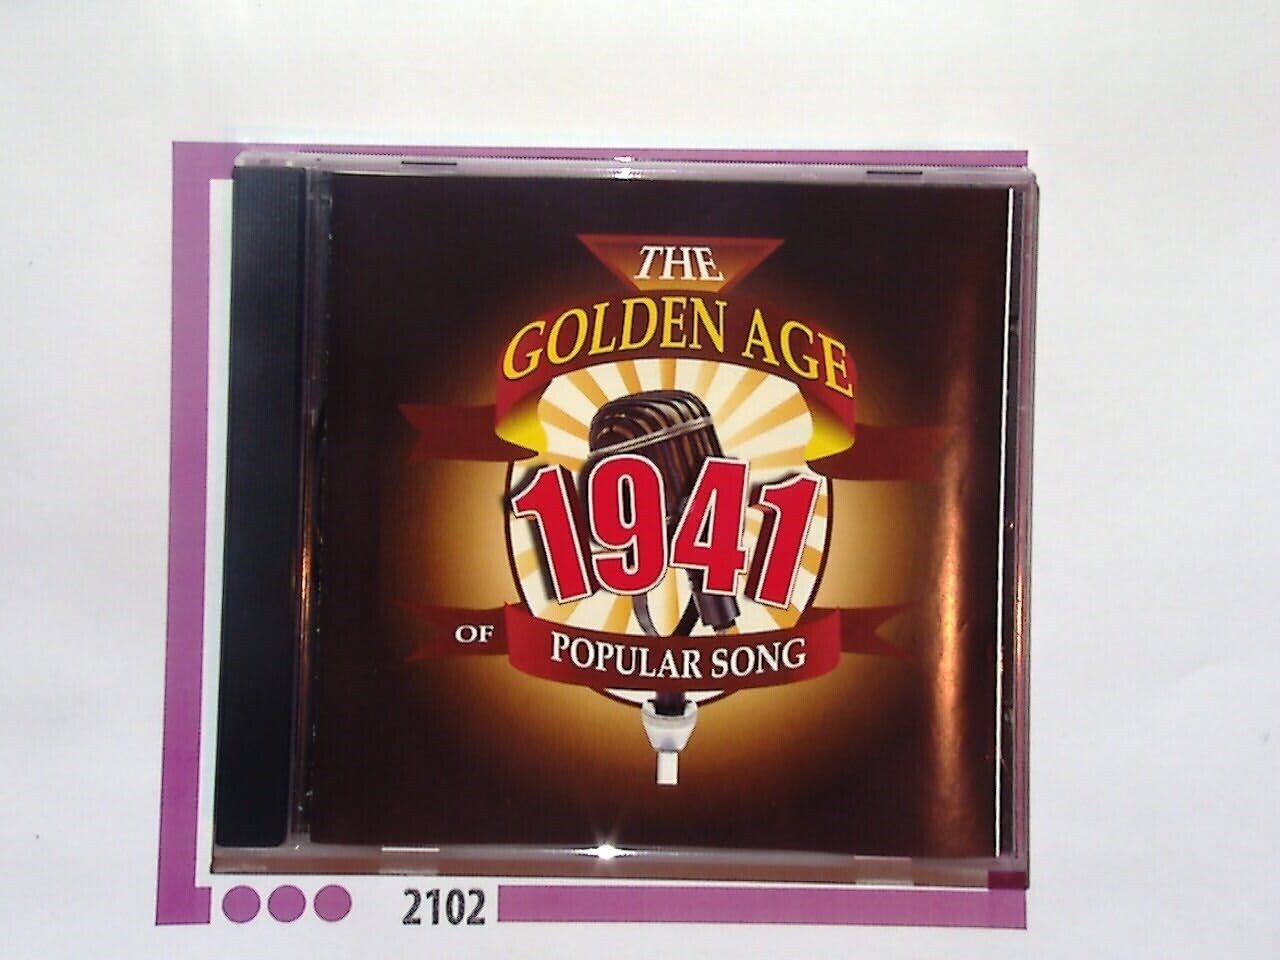 THE
GOLDEN AGE
1941
OF POPULAR SONG
2102